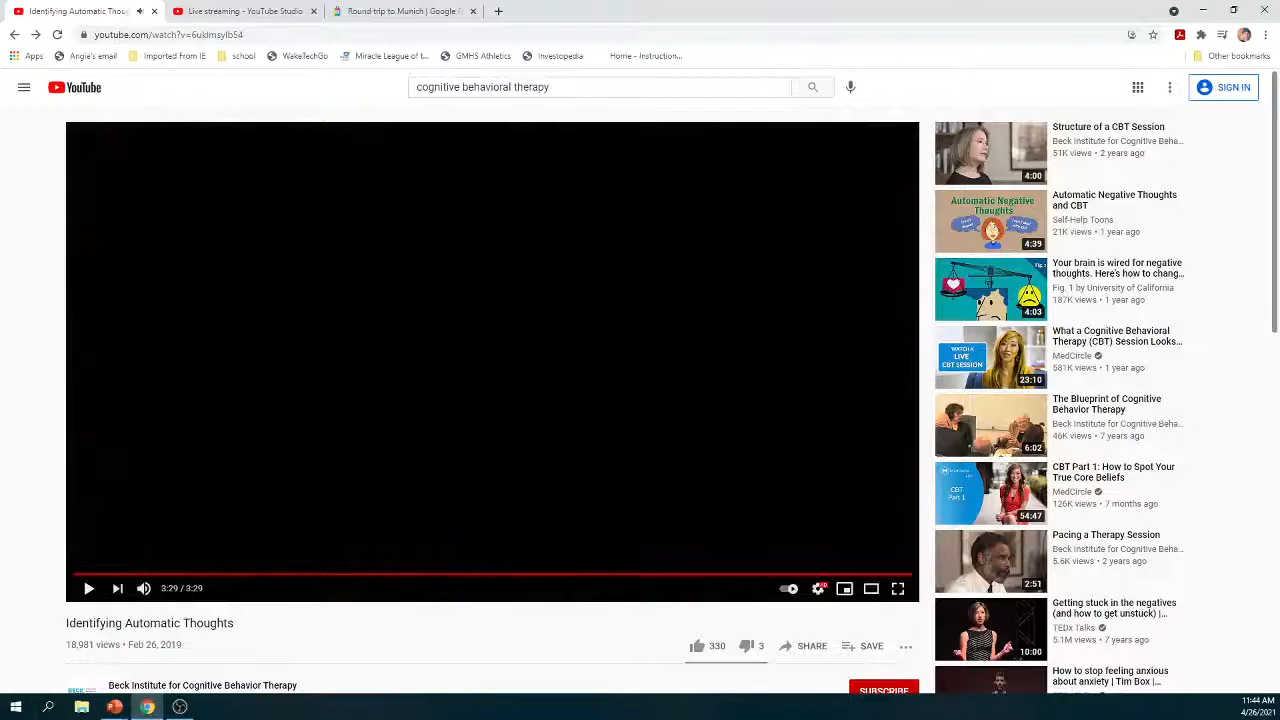 Identifying Automatic Thou
Live streaming - YouTube Studio
Round trip to Munich | Google F
youtube.com/watch?v=6ukImsyIb54
Apps
Angie's email
Imported From IE
school
WakeTechGo
Miracle League of t...
GMHS Athletics
Investopedia
Home - Instruction...
Other bookmarks
YouTube
cognitive behavioral therapy
SIGN IN
Structure of a CBT Session
Beck Institute for Cognitive Beha...
51K views • 2 years ago
4:00
Automatic Negative Thoughts
Automatic Negative Thoughts
and CBT
Self-Help Toons
21K views • 1 year ago
4:39
Your brain is wired for negative
thoughts. Here's how to chang...
Fig. 1 by University of California
187K views • 1 year ago
4:03
WATCH A
LIVE
CBT SESSION
What a Cognitive Behavioral
Therapy (CBT) Session Looks...
MedCircle
581K views • 1 year ago
23:10
The Blueprint of Cognitive
Behavior Therapy
Beck Institute for Cognitive Beha...
46K views • 7 years ago
6:02
CBT
Part 1
CBT Part 1: How to Spot Your
True Core Beliefs
MedCircle
126K views • 7 months ago
54:47
Pacing a Therapy Session
Beck Institute for Cognitive Beha...
5.6K views • 2 years ago
2:51
Getting stuck in the negatives
(and how to get unstuck) |...
TEDx Talks
5.1M views • 7 years ago
10:00
How to stop feeling anxious
about anxiety | Tim Box |...
3:29 / 3:29
Identifying Automatic Thoughts
18,981 views • Feb 26, 2019
330
3
SHARE
SAVE
BECK
Beck Institute for Cognitive Behavior Therapy
SUBSCRIBE
11:44 AM
4/26/2021